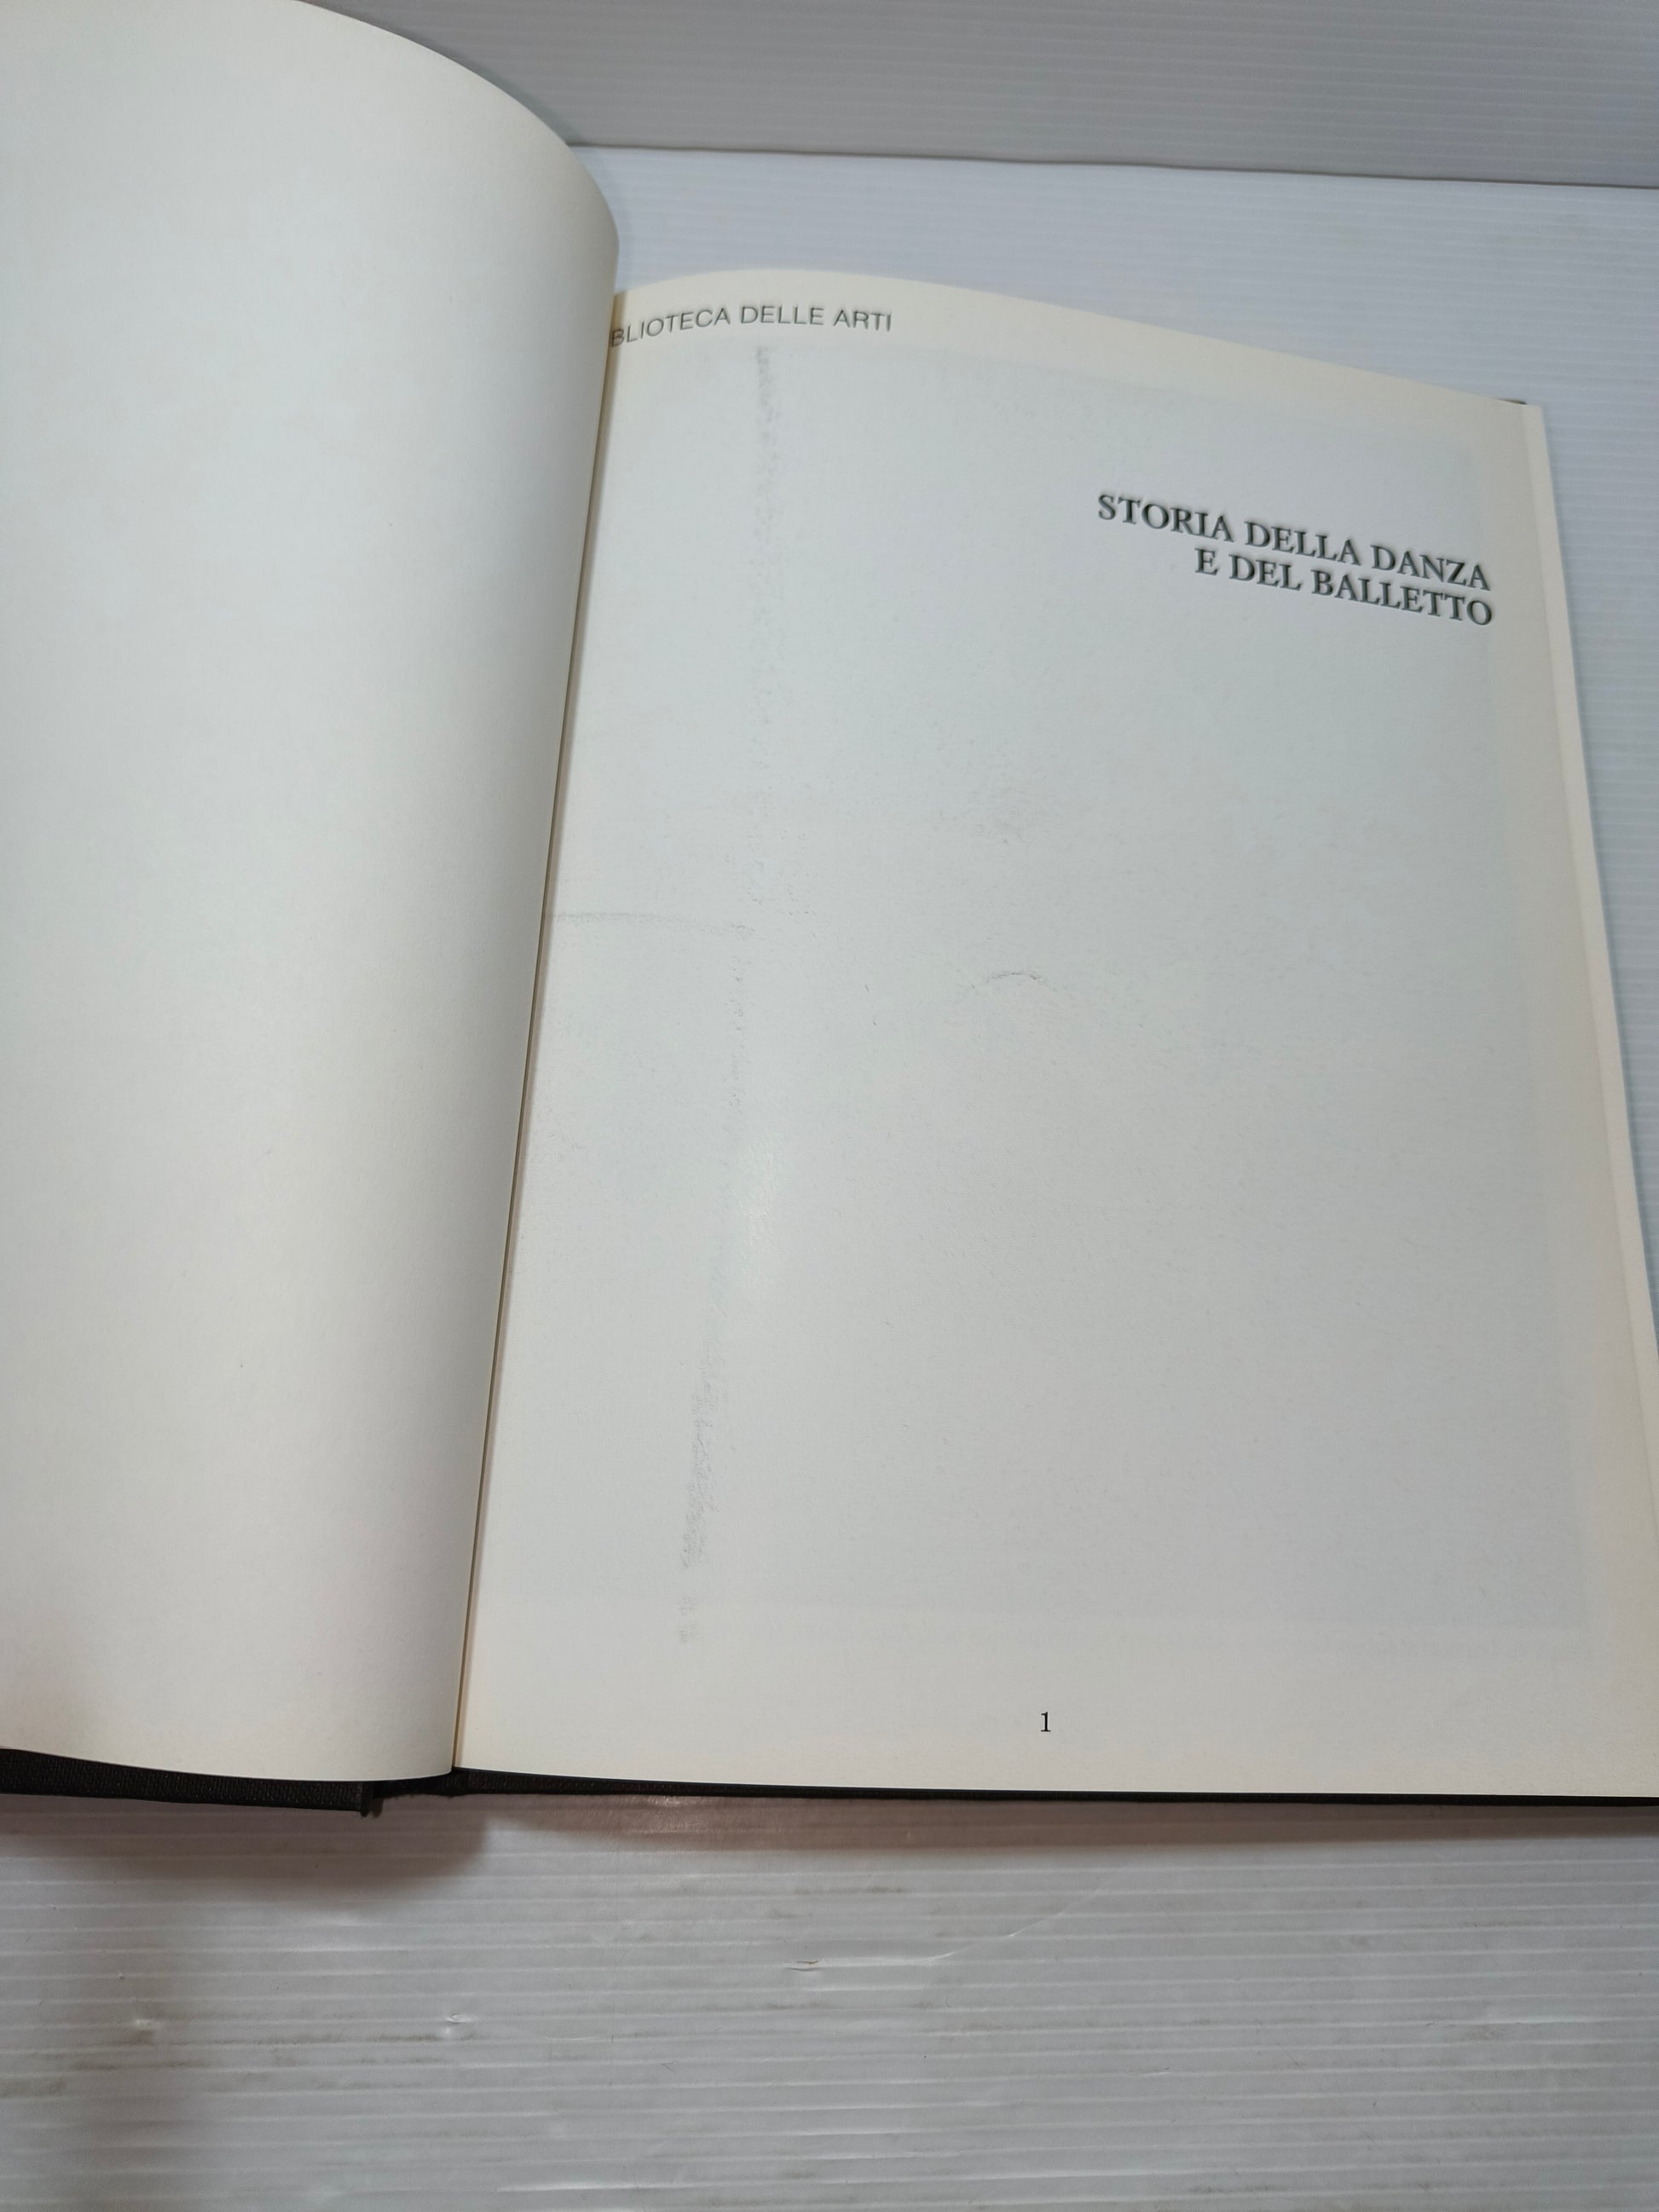 BLIOTECA DELLE ARTI
STORIA DELLA DANZA
E DEL BALLETTO
1